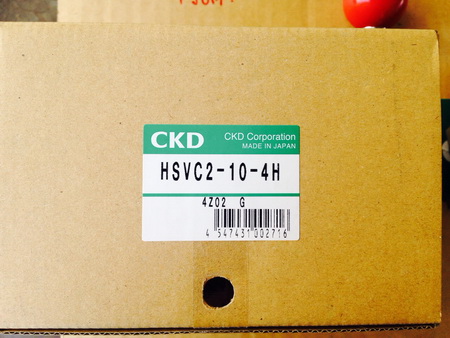 CKD CKD Corporation
MADE IN JAPAN
HSVC2-10-4H
4Z02 G
4 547431 002716